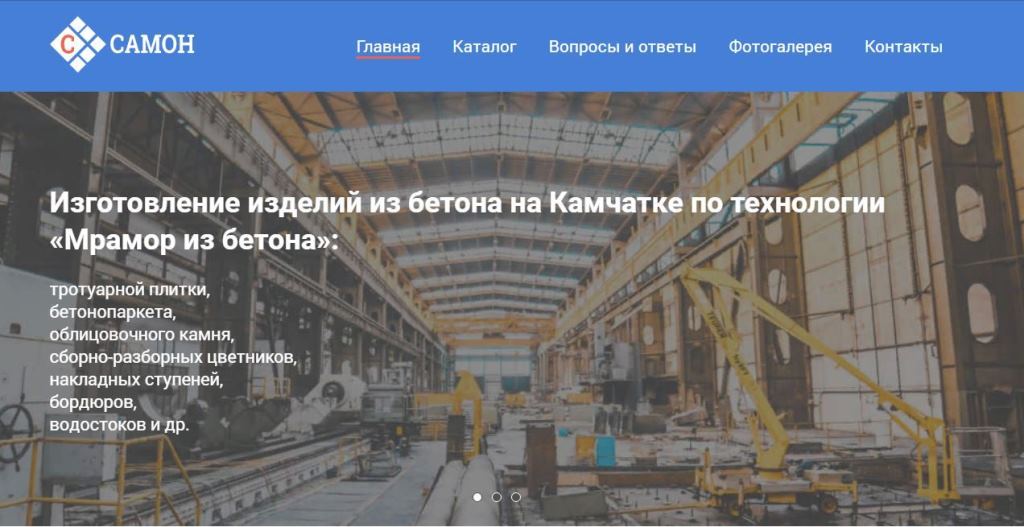 С САМОН
Главная
Каталог
Вопросы и ответы
Фотогалерея
Контакты
Изготовление изделий из бетона на Камчатке по технологии
«Мрамор из бетона»:
тротуарной плитки,
бетонопаркета,
облицовочного камня,
сборно-разборных цветников,
накладных ступеней,
бордюров,
водостоков и др.